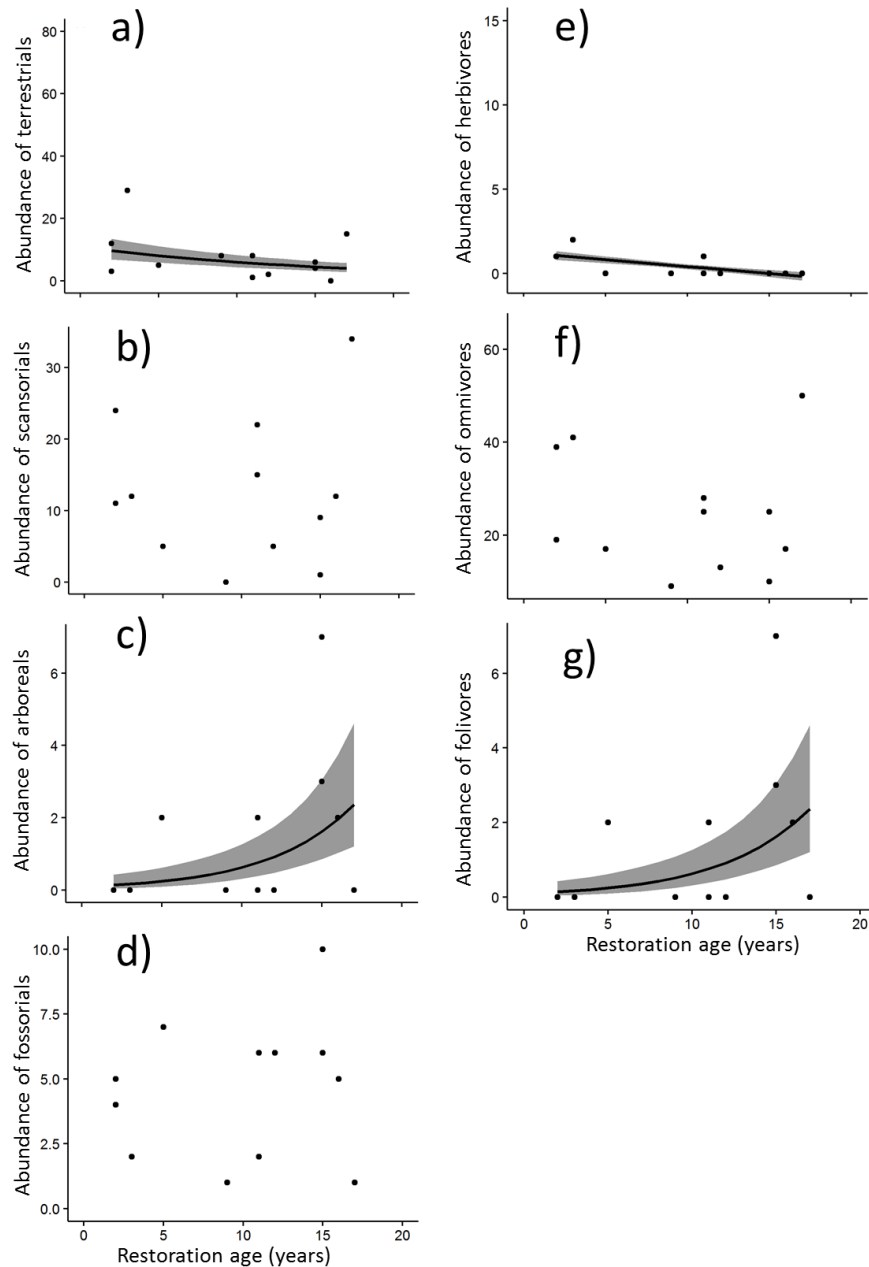 a)
Abundance of terrestrials
80
60
40
20
0
b)
Abundance of scansorials
30
20
10
0
c)
Abundance of arboreals
6
4
2
0
d)
Abundance of fossorials
10.0
7.5
5.0
2.5
0.0
0 5 10 15 20
Restoration age (years)
e)
Abundance of herbivores
15
10
5
0
f)
Abundance of omnivores
60
40
20
g)
Abundance of folivores
6
4
2
0
0 5 10 15 20
Restoration age (years)